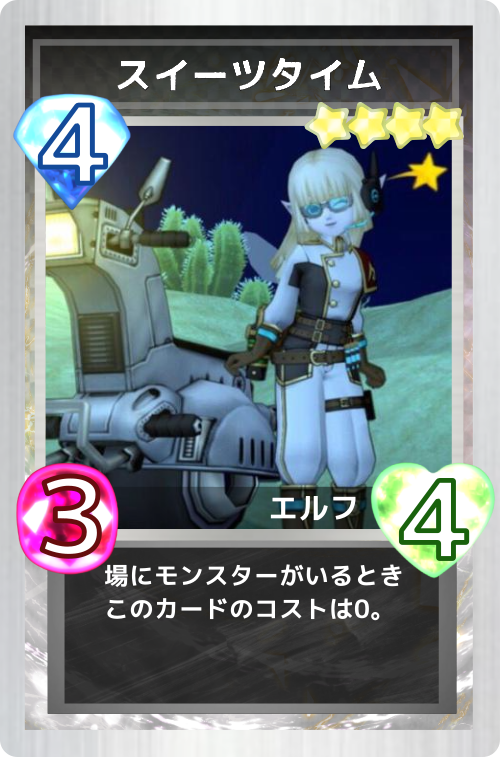 スイーツタイム
4
エルフ
3
4
場にモンスターがいるとき
このカードのコストは0。